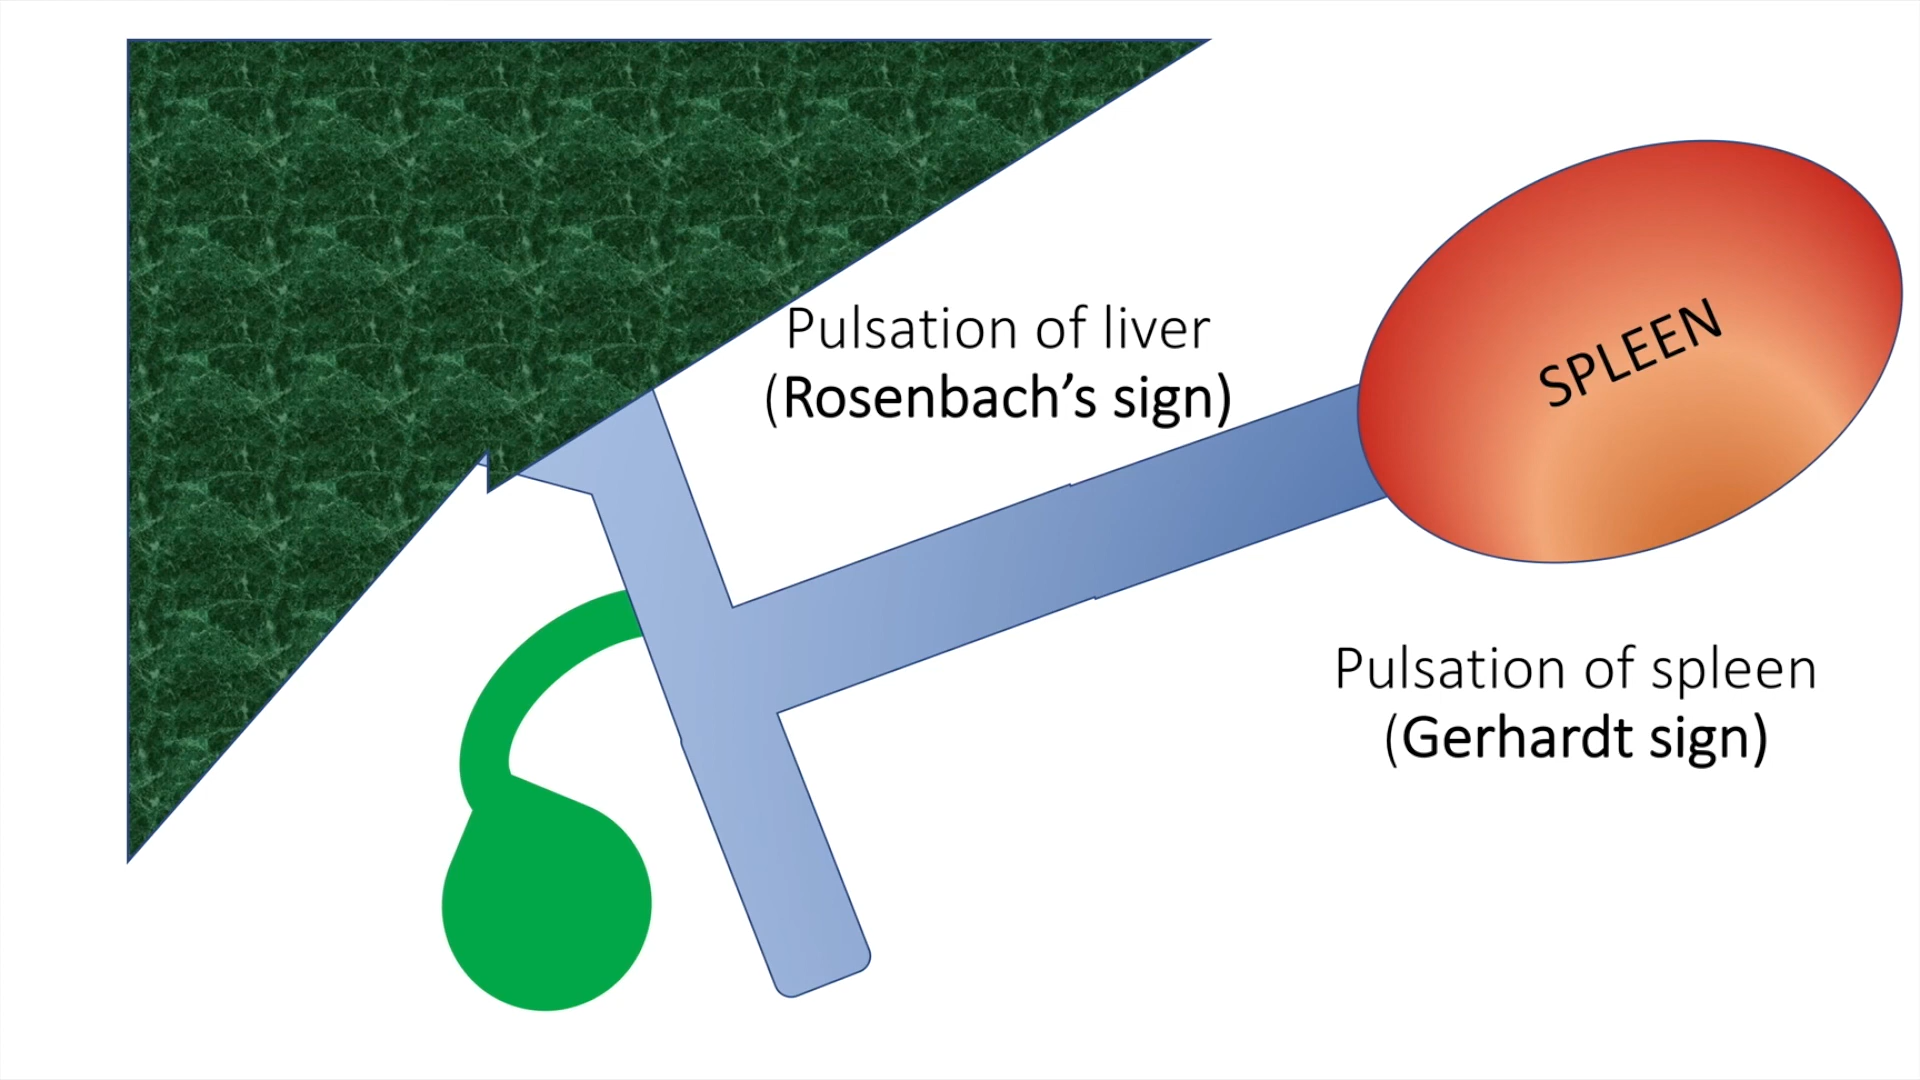 Pulsation of liver
(Rosenbach’s sign)
SPLEEN
Pulsation of spleen
(Gerhardt sign)